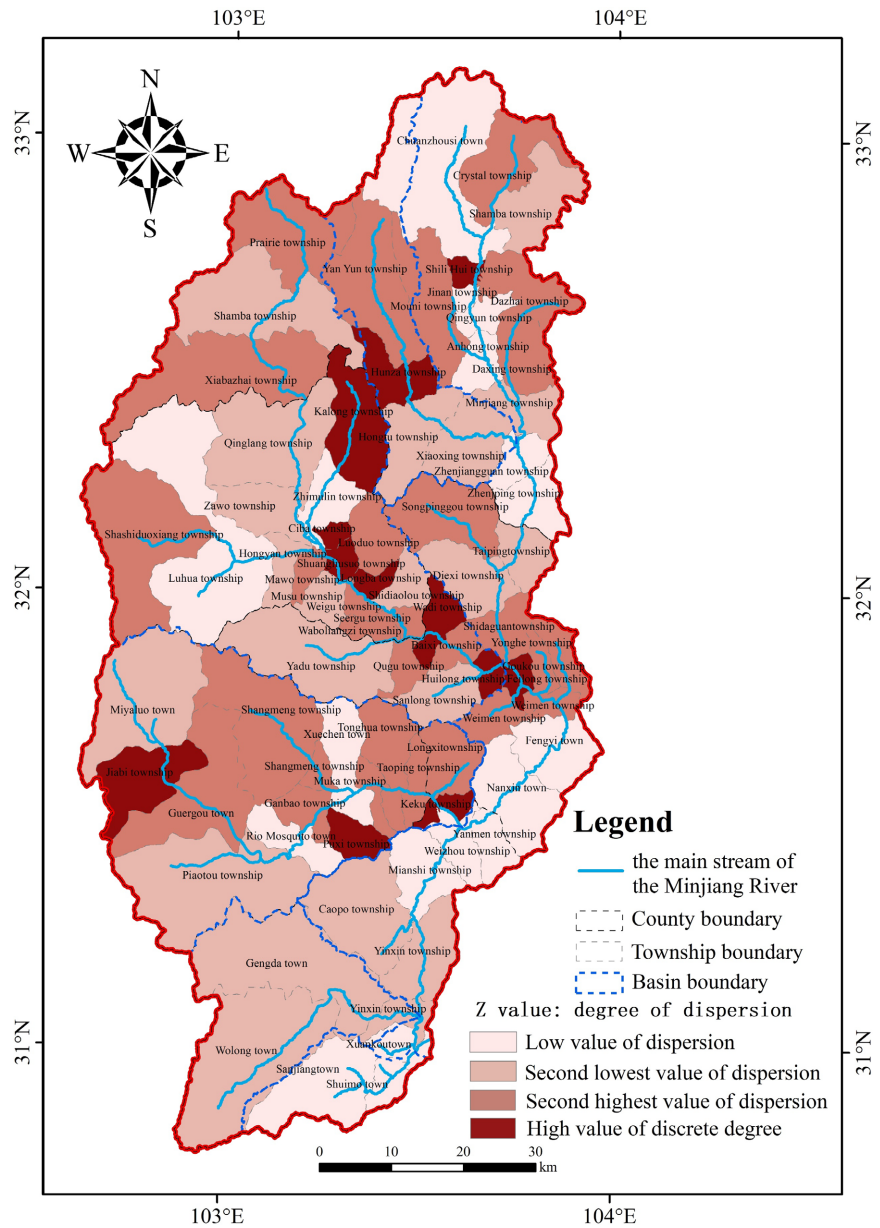 103°E
104°E
N
W
E
S
33°N
33°N
Chuanzhousi town
Crystal township
Shamba township
Prairie township
Yan Yun township
Shili Hui township
Jinan township
Dazhai township
Mouni township
Qingyun township
Shamba township
Anhong township
Daxing township
Hunza township
Xiabazhai township
Minjiang township
Kalong township
Hongtu township
Qinglang township
Xiaoxing township
Zhenjiangguan township
Zhimulin township
Zhenjping township
Zawo township
Songpinggou township
Shashiduoxiang township
Luoduo township
Hongyan township
Taipingtownship
Luhua township
Mawo township
Longba township
Diexi township
32°N
32°N
Musu township
Shidiaolou township
Weigu township
Wadi township
Seergu township
Shidaguantownship
Wabollangzi township
Baixi township
Yonghe township
Yadu township
Qugu township
Huilong township
Feihong township
Sanlong township
Miyaluo town
Shangmeng township
Weimen township
Weimen township
Xuechen town
Tonghua township
Fengyi town
Longxitownship
Jiabi township
Shangmeng township
Taoping township
Muka township
Nanxin town
Guergou town
Ganbao township
Keku township
Rio Mosquito town
Puxi township
Yanmen township
Weizhou township
Piaotou township
Mianshi township
Caopo township
Yinxin township
Gengda town
Yinxin township
Wolong town
Xuankoutown
Sanjiangtown
Shuimo town
31°N
31°N
Legend
the main stream of
the Minjiang River
County boundary
Township boundary
Basin boundary
Z value: degree of dispersion
Low value of dispersion
Second lowest value of dispersion
Second highest value of dispersion
High value of discrete degree
0 10 20 30
km
103°E
104°E